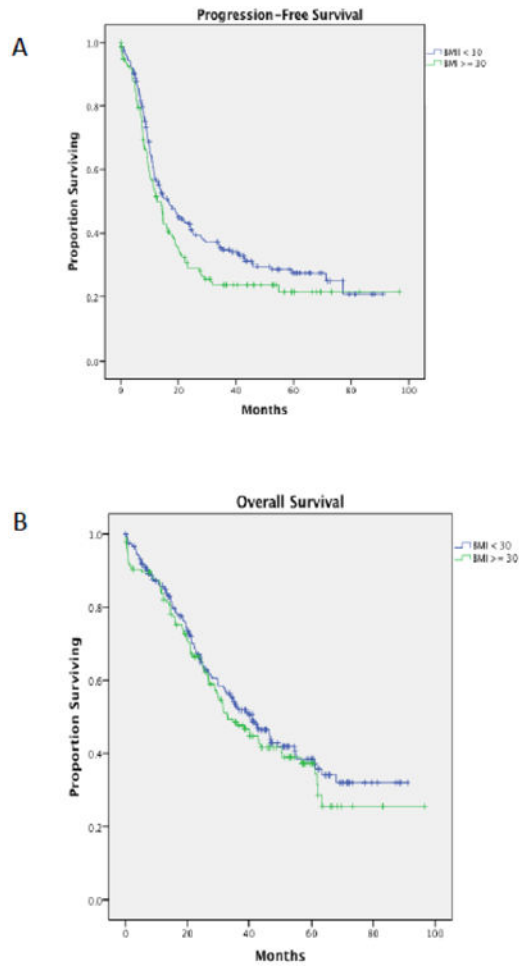 A
Progression-Free Survival
BMI < 30
BMI >= 30
Proportion Surviving
1.0
0.8
0.6
0.4
0.2
0.0
0
20
40
60
80
100
Months
B
Overall Survival
BMI < 30
BMI >= 30
Proportion Surviving
1.0
0.8
0.6
0.4
0.2
0.0
0
20
40
60
80
100
Months